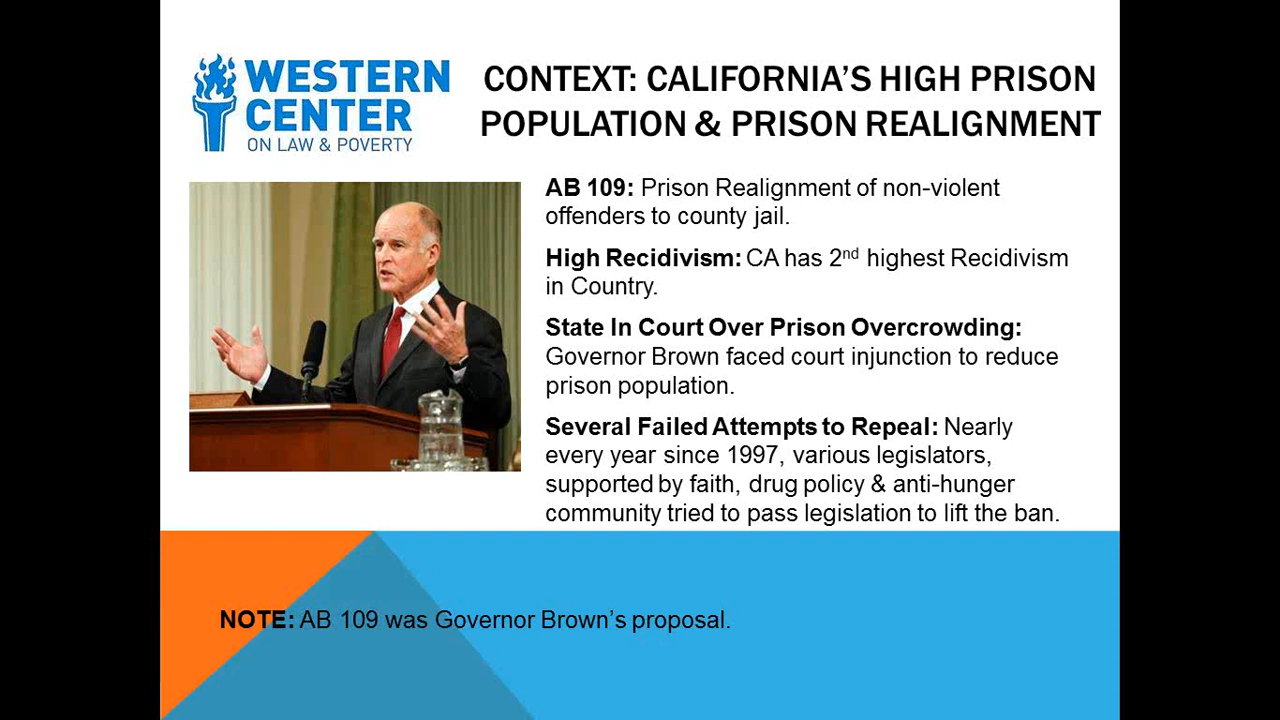 WESTERN
CENTER
ON LAW & POVERTY
CONTEXT: CALIFORNIA’S HIGH PRISON
POPULATION & PRISON REALIGNMENT
AB 109: Prison Realignment of non-violent
offenders to county jail.
High Recidivism: CA has 2nd highest Recidivism
in Country.
State In Court Over Prison Overcrowding:
Governor Brown faced court injunction to reduce
prison population.
Several Failed Attempts to Repeal: Nearly
every year since 1997, various legislators,
supported by faith, drug policy & anti-hunger
community tried to pass legislation to lift the ban.
NOTE: AB 109 was Governor Brown’s proposal.